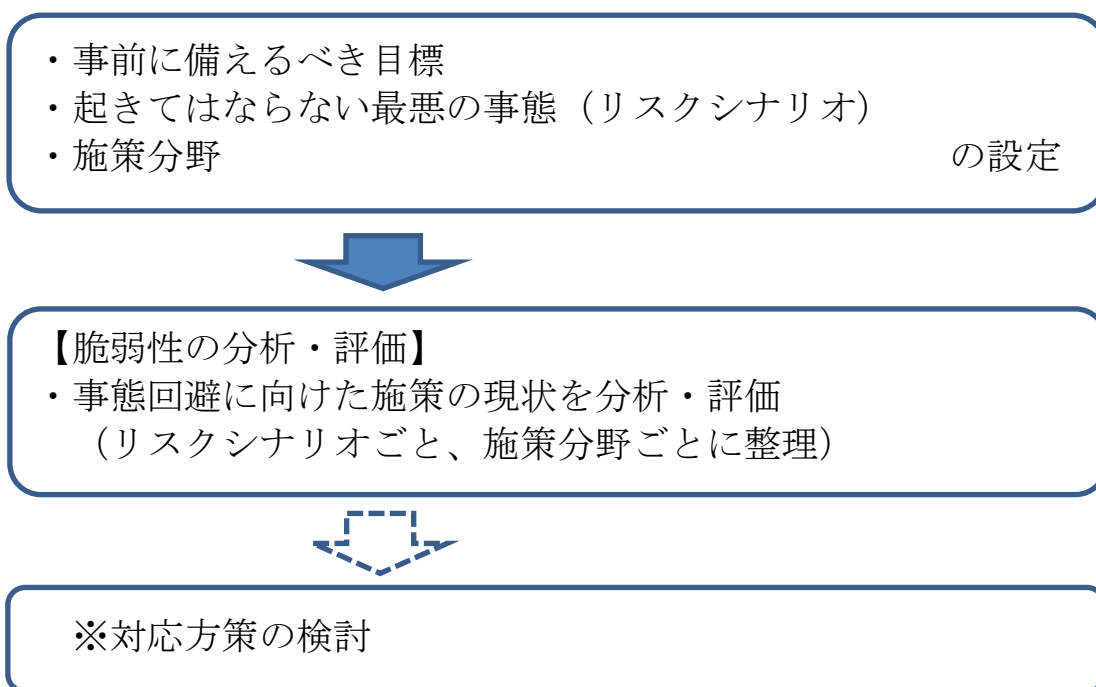 ・事前に備えるべき目標
・起きてはならない最悪の事態（リスクシナリオ）
・施策分野　　　　　　　　　　　　　　　　　　の設定
【脆弱性の分析・評価】
・事態回避に向けた施策の現状を分析・評価
（リスクシナリオごと、施策分野ごとに整理）
※対応方策の検討